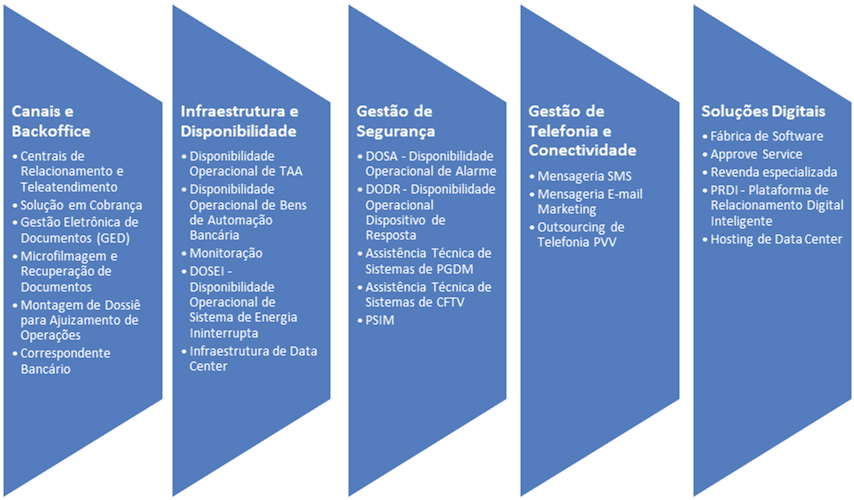 Canais e
Backoffice
• Centrais de
Relacionamento e
Teleatendimento
• Solução em Cobrança
• Gestão Eletrônica de
Documentos (GED)
• Microfilmagem e
Recuperação de
Documentos
• Montagem de Dossiê
para Ajuizamento de
Operações
• Correspondente
Bancário
Infraestrutura e
Disponibilidade
• Disponibilidade
Operacional de TAA
• Disponibilidade
Operacional de Bens
de Automação
Bancária
• Monitoração
• DOSEI -
Disponibilidade
Operacional de
Sistema de Energia
Ininterrupta
• Infraestrutura de Data
Center
Gestão de
Segurança
• DOSA - Disponibilidade
Operacional de Alarme
• DODR - Disponibilidade
Operacional
Dispositivo de
Resposta
• Assistência Técnica de
Sistemas de PGDM
• Assistência Técnica de
Sistemas de CFTV
• PSIM
Gestão de
Telefonia e
Conectividade
• Mensageria SMS
• Mensageria E-mail
Marketing
• Outsourcing de
Telefonia PVV
Soluções Digitais
• Fábrica de Software
• Approve Service
• Revenda especializada
• PRDI - Plataforma de
Relacionamento Digital
Inteligente
• Hosting de Data Center